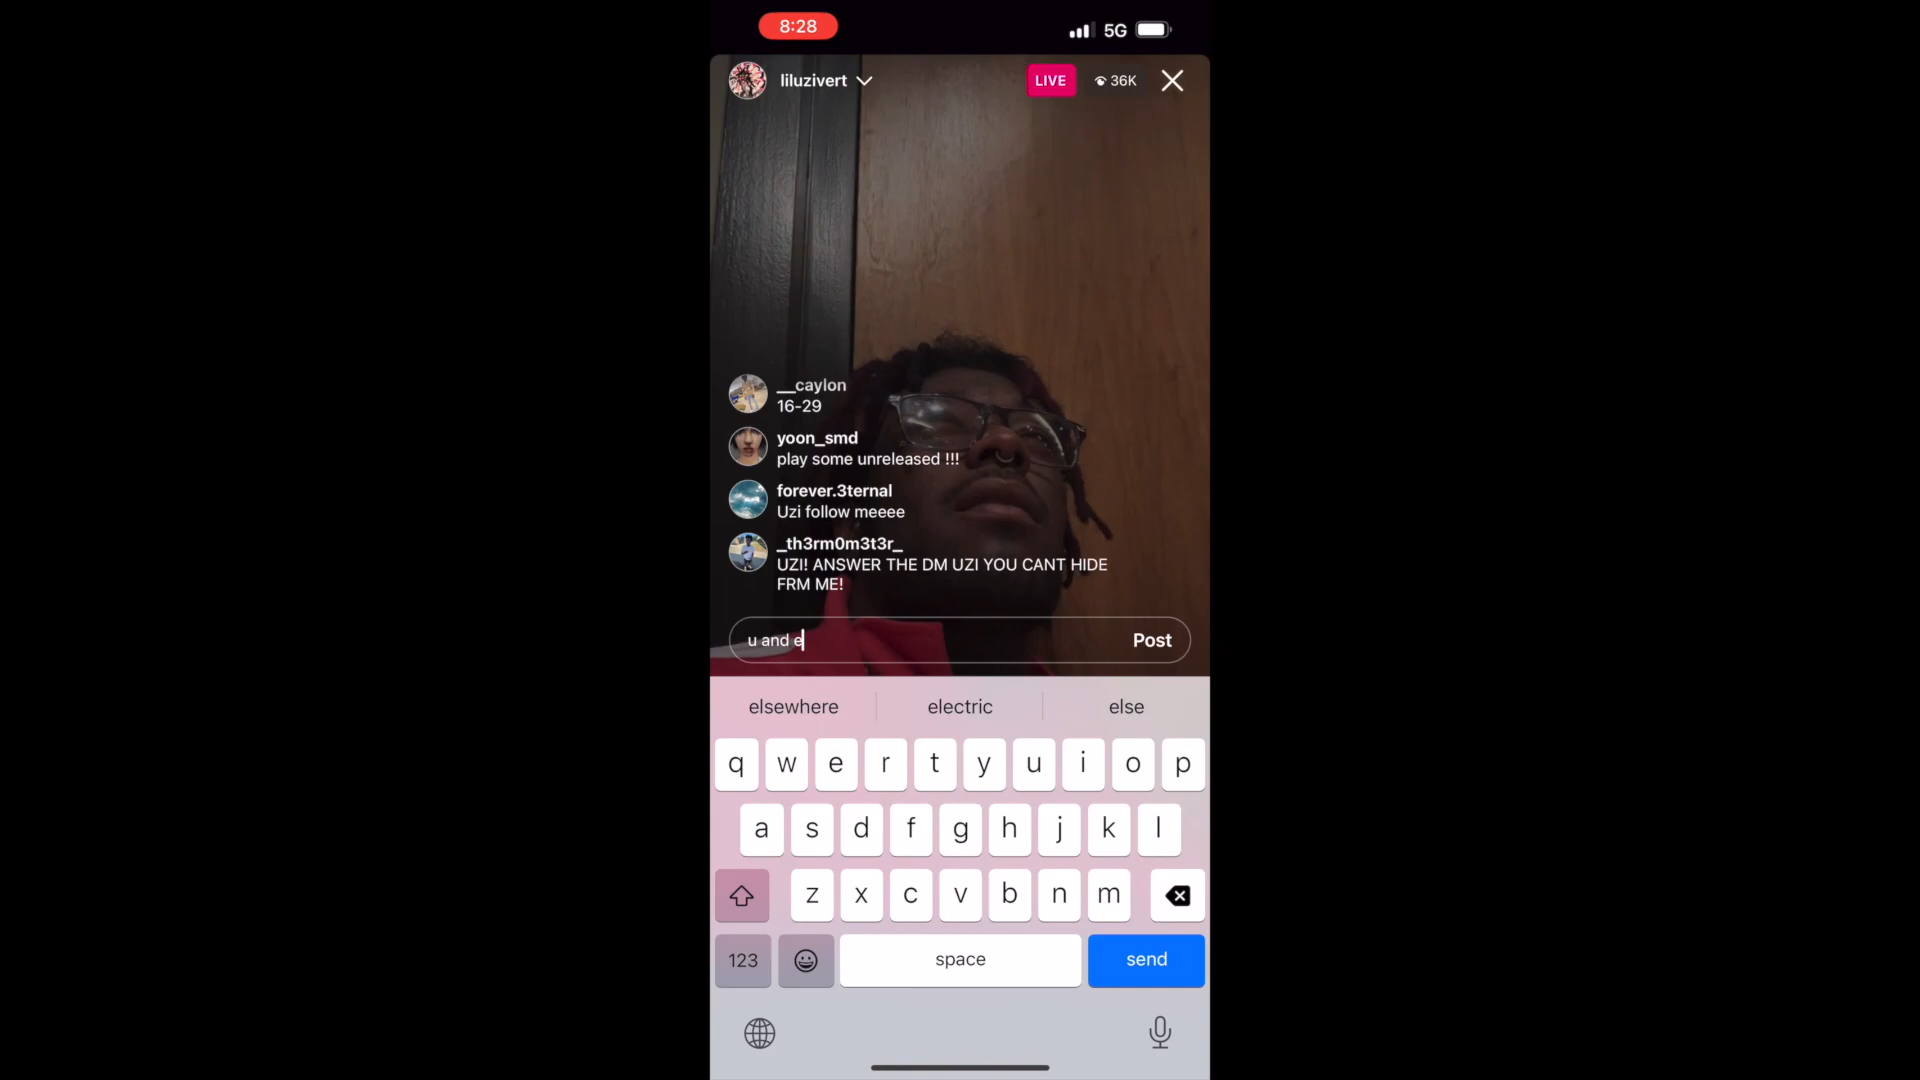 8:28
5G
liluzivert
LIVE
36K
__caylon
16-29
yoon_smd
play some unreleased !!!
forever.3ternal
Uzi follow meeee
_th3rm0m3t3r_
UZI! ANSWER THE DM UZI YOU CANT HIDE
FRM ME!
u and e
Post
elsewhere electric else
q w e r t y u i o p
a s d f g h j k l
z x c v b n m
123 space send